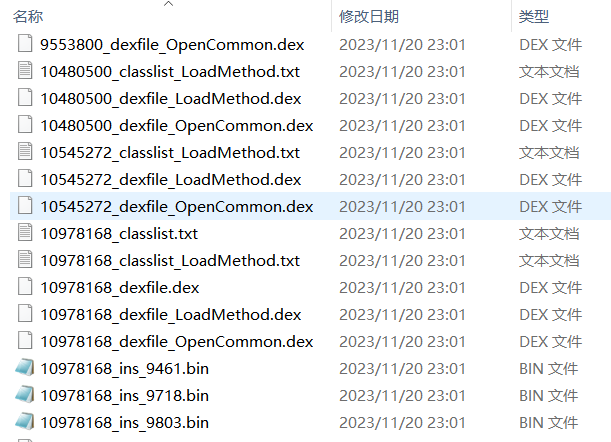 名称 修改日期 类型
9553800_dexfile_OpenCommon.dex 2023/11/20 23:01 DEX 文件
10480500_classlist_LoadMethod.txt 2023/11/20 23:01 文本文档
10480500_dexfile_LoadMethod.dex 2023/11/20 23:01 DEX 文件
10480500_dexfile_OpenCommon.dex 2023/11/20 23:01 DEX 文件
10545272_classlist_LoadMethod.txt 2023/11/20 23:01 文本文档
10545272_dexfile_LoadMethod.dex 2023/11/20 23:01 DEX 文件
10545272_dexfile_OpenCommon.dex 2023/11/20 23:01 DEX 文件
10978168_classlist.txt 2023/11/20 23:01 文本文档
10978168_classlist_LoadMethod.txt 2023/11/20 23:01 文本文档
10978168_dexfile.dex 2023/11/20 23:01 DEX 文件
10978168_dexfile_LoadMethod.dex 2023/11/20 23:01 DEX 文件
10978168_dexfile_OpenCommon.dex 2023/11/20 23:01 DEX 文件
10978168_ins_9461.bin 2023/11/20 23:01 BIN 文件
10978168_ins_9718.bin 2023/11/20 23:01 BIN 文件
10978168_ins_9803.bin 2023/11/20 23:01 BIN 文件